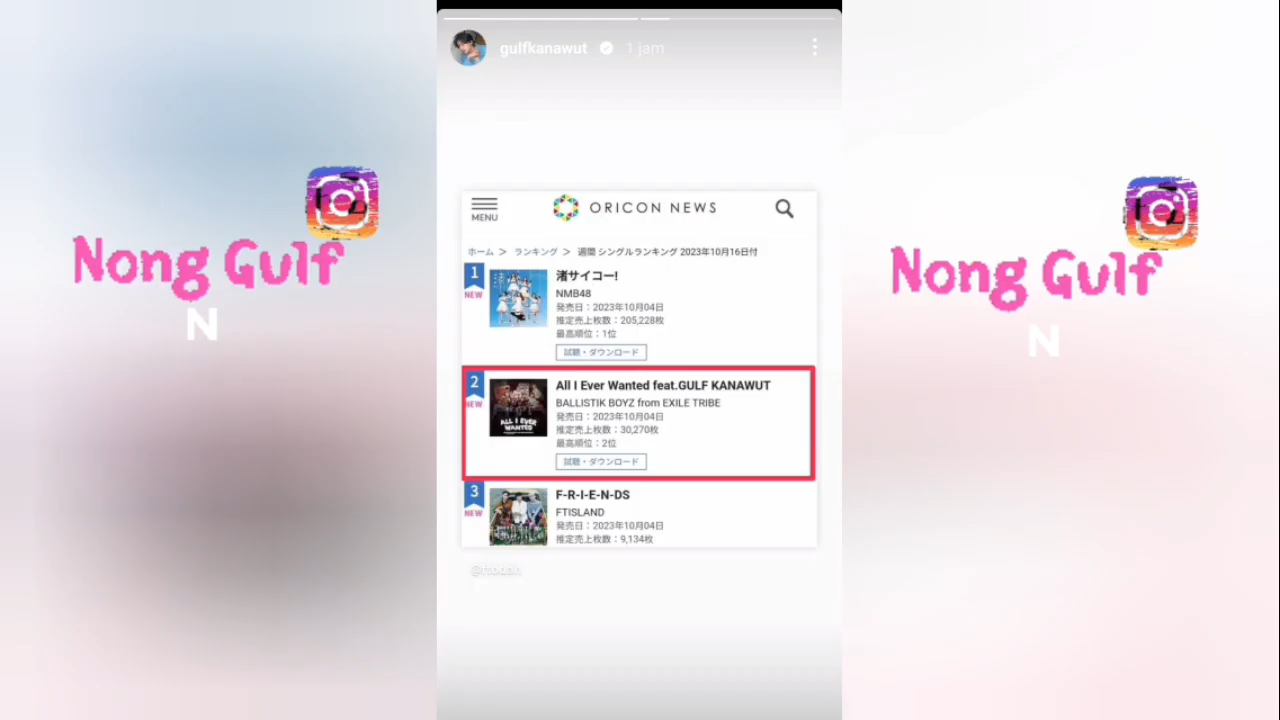 gulfkanawut 1 jam
MENU
ORICON NEWS
ホーム > ランキング > 週間 シングルランキング 2023年10月16日付
1
NEW
渚サイコー!
NMB48
発売日：2023年10月04日
推定売上枚数：205,228枚
最高順位：1位
試聴・ダウンロード
2
NEW
All I Ever Wanted feat.GULF KANAWUT
BALLISTIK BOYZ from EXILE TRIBE
発売日：2023年10月04日
推定売上枚数：30,270枚
最高順位：2位
試聴・ダウンロード
ALL I EVER
WANTED
3
NEW
F-R-I-E-N-DS
FTISLAND
発売日：2023年10月04日
推定売上枚数：9,134枚
Nong Gulf
N
Nong Gulf
N